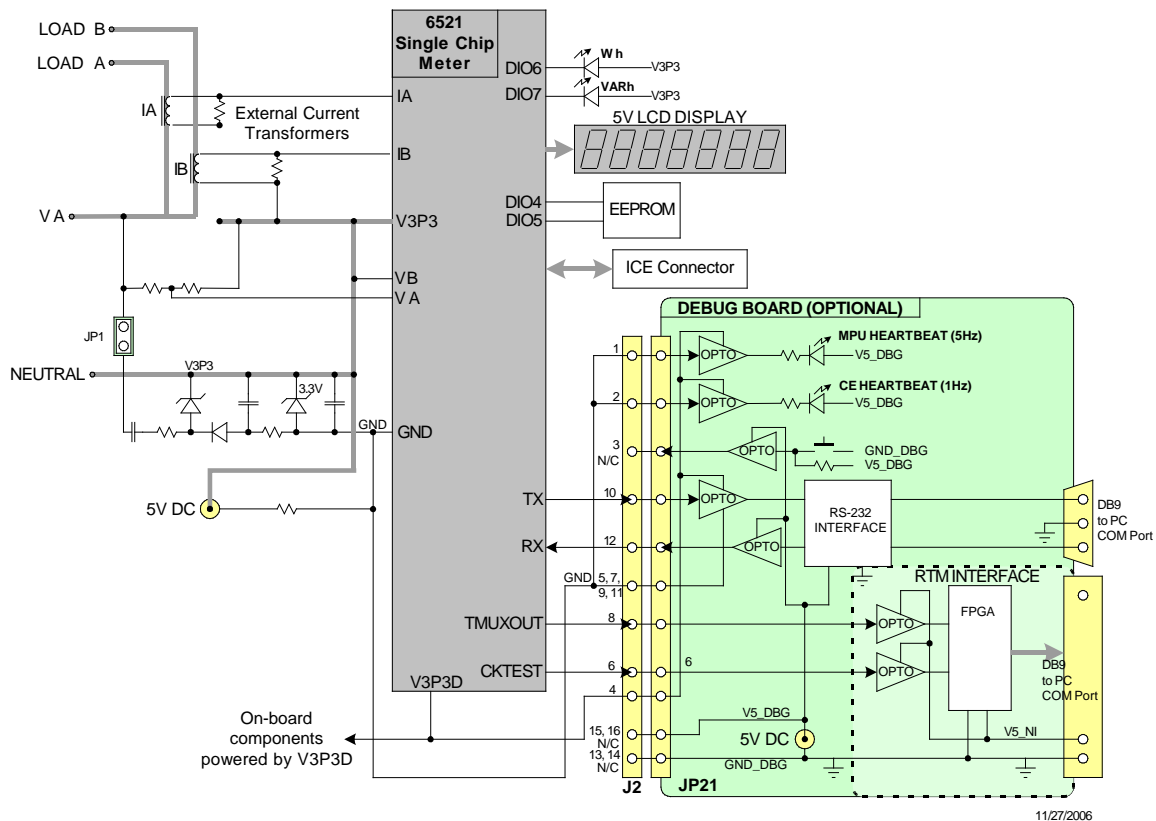 LOAD B
LOAD A
IA
External Current
Transformers
IB
V A
JP1
NEUTRAL
V3P3
3.3V
GND
5V DC
6521
Single Chip
Meter
IA
IB
V3P3
VB
V A
GND
DIO6
DIO7
Wh
V3P3
VARh
V3P3
5V LCD DISPLAY
DIO4
DIO5
EEPROM
ICE Connector
TX
RX
TMUXOUT
CKTEST
V3P3D
On-board
components
powered by V3P3D
DEBUG BOARD (OPTIONAL)
1
OPTO
MPU HEARTBEAT (5Hz)
V5_DBG
2
OPTO
CE HEARTBEAT (1Hz)
V5_DBG
3
N/C
OPTO
GND_DBG
V5_DBG
10
OPTO
RS-232
INTERFACE
DB9
to PC
COM Port
12
OPTO
GND
5, 7,
9, 11
RTM INTERFACE
8
OPTO
FPGA
6
6
OPTO
DB9
to PC
COM Port
4
15, 16
N/C
V5_DBG
5V DC
V5_NI
13, 14
N/C
GND_DBG
J2
JP21
11/27/2006